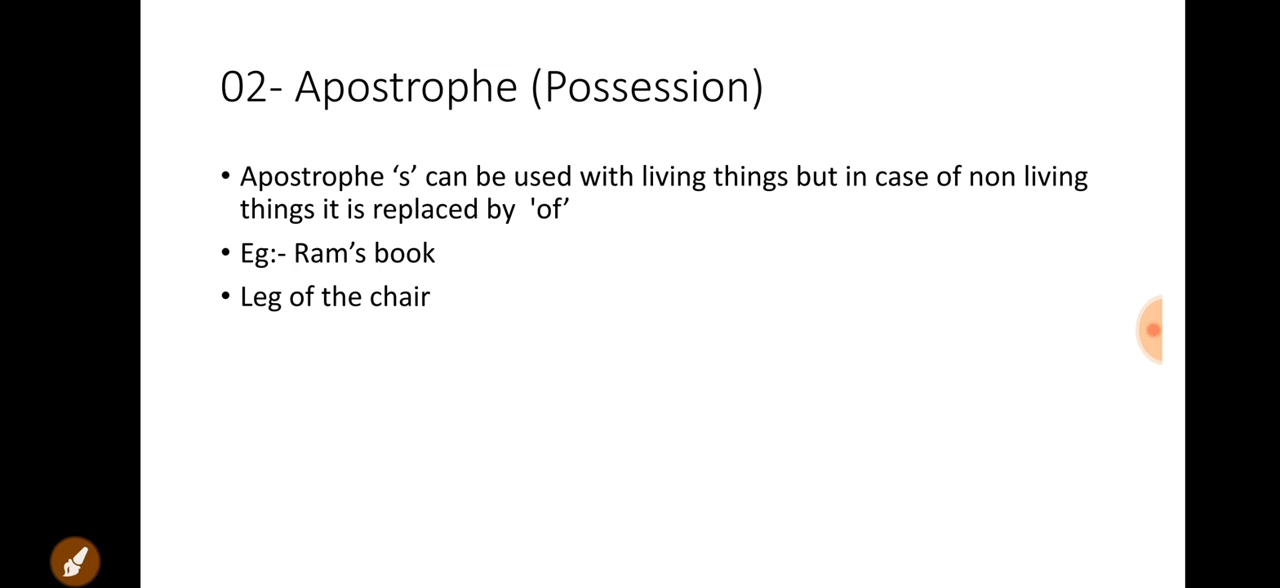 02- Apostrophe (Possession)
• Apostrophe ‘s’ can be used with living things but in case of non living
things it is replaced by  'of’
• Eg:- Ram’s book
• Leg of the chair